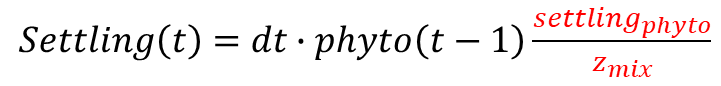 Settling(t) = dt · phyto(t − 1) settling_phyto / z_mix